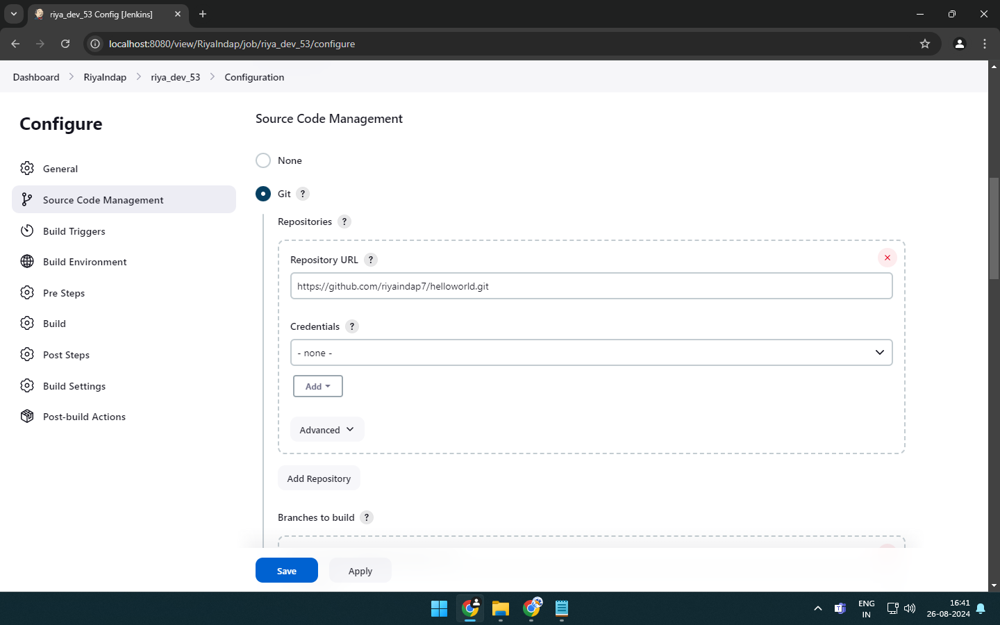 riya_dev_53 Config [Jenkins]
localhost:8080/view/RiyaIndap/job/riya_dev_53/configure
Dashboard
RiyaIndap
riya_dev_53
Configuration
Configure
General
Source Code Management
Build Triggers
Build Environment
Pre Steps
Build
Post Steps
Build Settings
Post-build Actions
Source Code Management
None
Git ?
Repositories ?
Repository URL ?
https://github.com/riyaindap7/helloworld.git
Credentials ?
- none -
Add
Advanced
Add Repository
Branches to build ?
Save
Apply
ENG
IN
16:41
26-08-2024